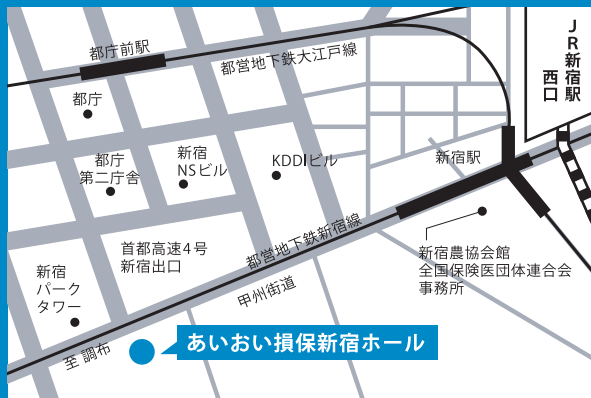 都庁前駅
都営地下鉄大江戸線
JR新宿駅
西口
都庁
都庁
第二庁舎
新宿
NSビル
KDDIビル
新宿駅
都営地下鉄新宿線
首都高速4号
新宿出口
新宿農協会館
全国保険医団体連合会
事務所
甲州街道
新宿
パーク
タワー
至 調布
あいおい損保新宿ホール